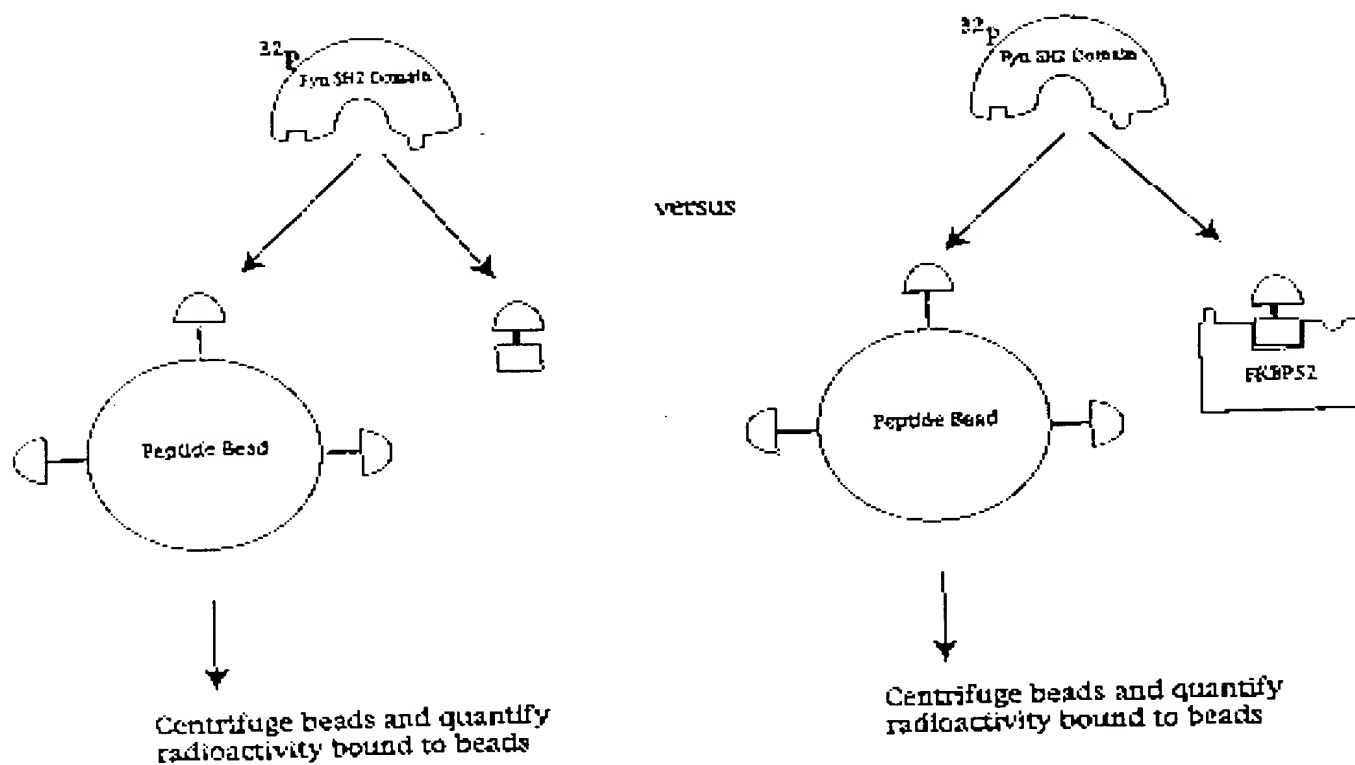 32P
Fyn SH2 Domain
32P
Fyn SH2 Domain
versus
Peptide Bead
Peptide Bead
FKBP52
Centrifuge beads and quantify
radioactivity bound to beads
Centrifuge beads and quantify
radioactivity bound to beads